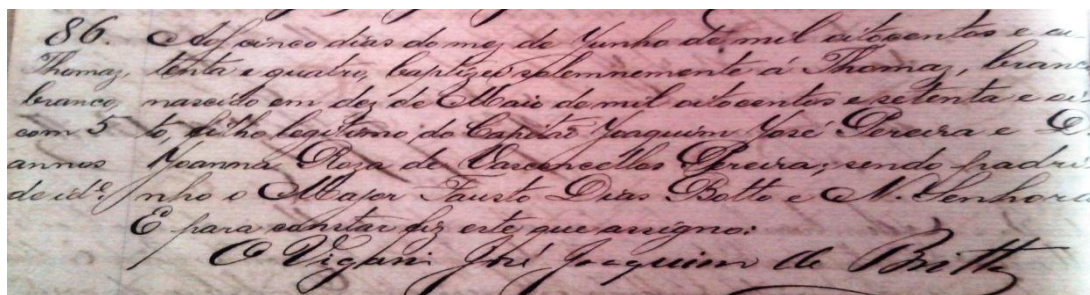 86. Aos cinco dias do mez de Junho de mil oitocentos e oi
Thomaz, tenta e quatro, baptizei solemnemente á Thomaz, branco
branco, nascido em dez de Maio de mil oitocentos e setenta e oi
com 5 to, filho legitimo do Capitão Joaquim José Pereira e D.
annos Joanna Roza de Vasconcellos Pereira; sendo padri
de id.e nho o Major Fausto Dias Botto e N. Senhora
E para constar fiz este que assigno:
O Vigario José Joaquim de Britto